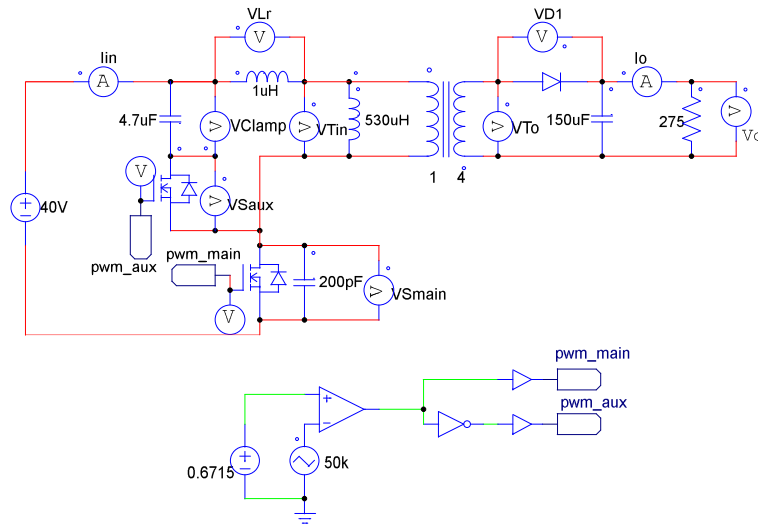 VLr
VD1
Iin
V
V
Io
A
A
1uH
4.7uF
V
VClamp
V
VTin
530uH
V
VTo
150uF
275
V
Vo
V
V
VSaux
1
4
40V
pwm_aux
pwm_main
200pF
V
VSmain
V
pwm_main
pwm_aux
0.6715
50k